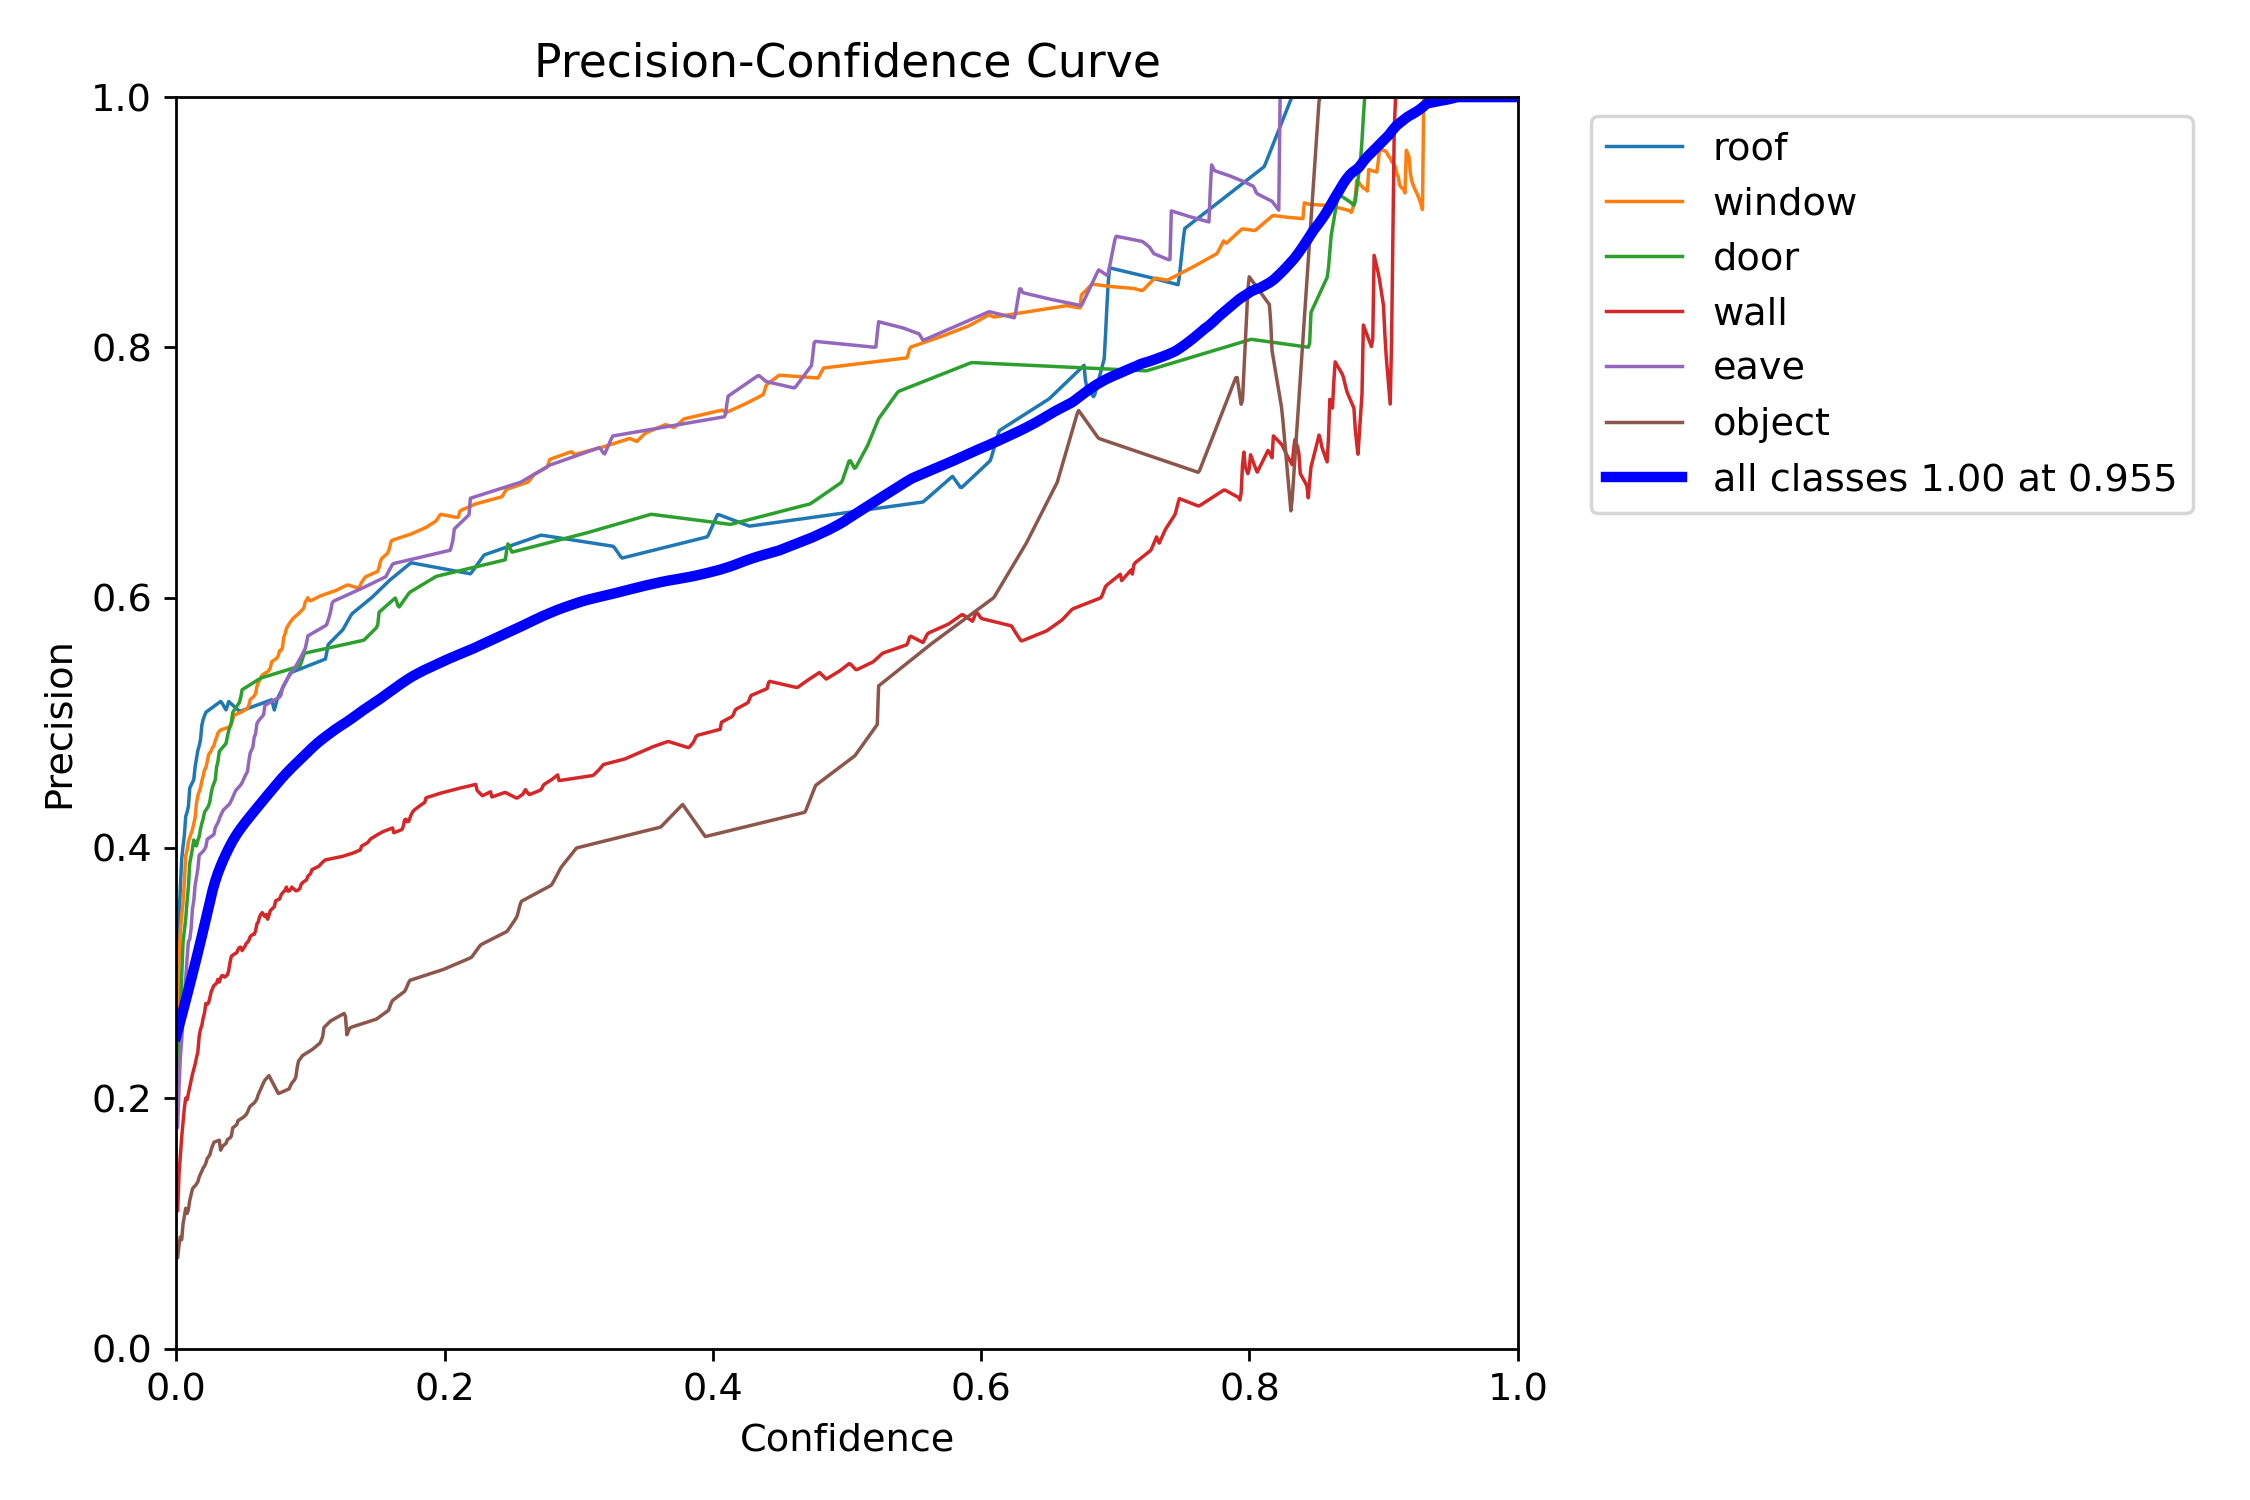 Precision-Confidence Curve
1.0
0.8
0.6
0.4
0.2
0.0
Precision
0.0 0.2 0.4 0.6 0.8 1.0
Confidence
roof
window
door
wall
eave
object
all classes 1.00 at 0.955